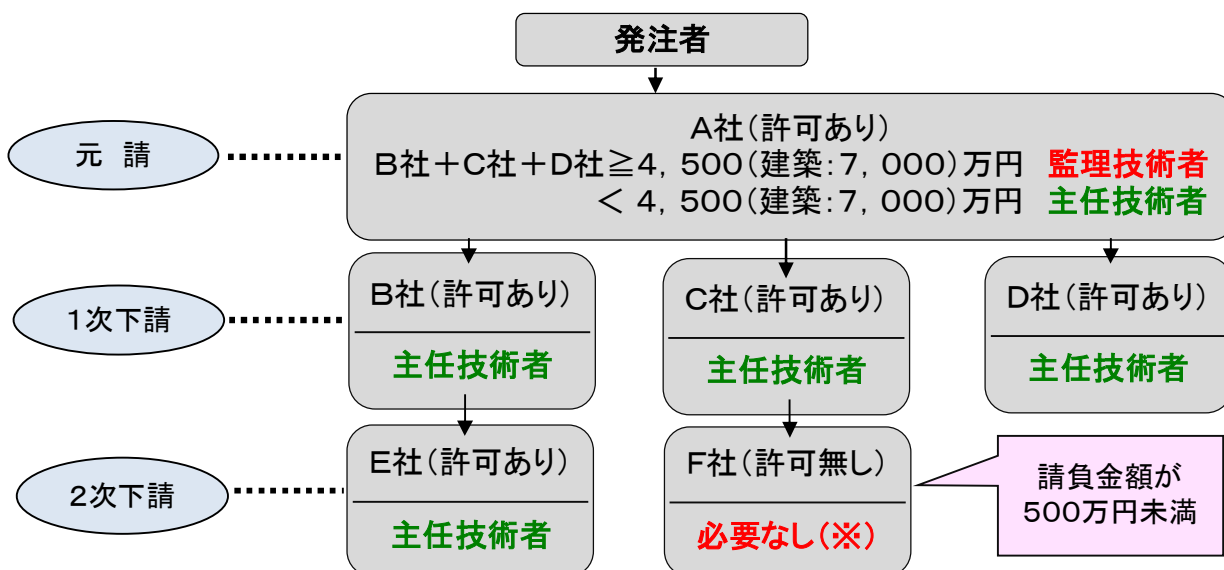 発注者
元 請
A社(許可あり)
B社+C社+D社≧4,500(建築:7,000)万円 監理技術者
<4,500(建築:7,000)万円 主任技術者
1次下請
B社(許可あり)
主任技術者
C社(許可あり)
主任技術者
D社(許可あり)
主任技術者
2次下請
E社(許可あり)
主任技術者
F社(許可無し)
必要なし(※)
請負金額が
500万円未満